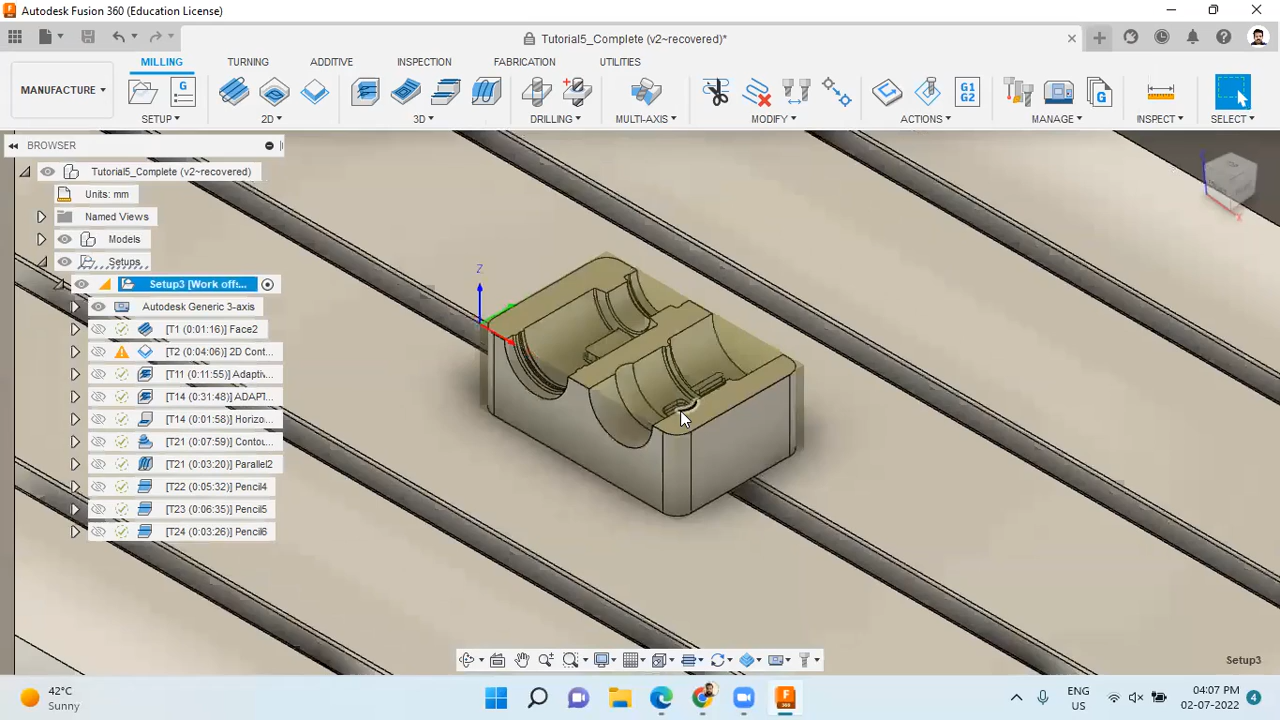 Autodesk Fusion 360 (Education License)
Tutorial5_Complete (v2~recovered)*
MILLING TURNING ADDITIVE INSPECTION FABRICATION UTILITIES
MANUFACTURE
G
G1
G2
G
SETUP 2D 3D DRILLING MULTI-AXIS MODIFY ACTIONS MANAGE INSPECT SELECT
BROWSER
Tutorial5_Complete (v2~recovered)
Units: mm
Named Views
Models
Setups
Setup3 [Work offs...
Autodesk Generic 3-axis
[T1 (0:01:16)] Face2
[T2 (0:04:06)] 2D Cont...
[T11 (0:11:55)] Adaptiv...
[T14 (0:31:48)] ADAPT...
[T14 (0:01:58)] Horizo...
[T21 (0:07:59)] Contou...
[T21 (0:03:20)] Parallel2
[T22 (0:05:32)] Pencil4
[T23 (0:06:35)] Pencil5
[T24 (0:03:26)] Pencil6
Z
X
Setup3
42°C
Sunny
F
360
ENG
US
04:07 PM
02-07-2022
4